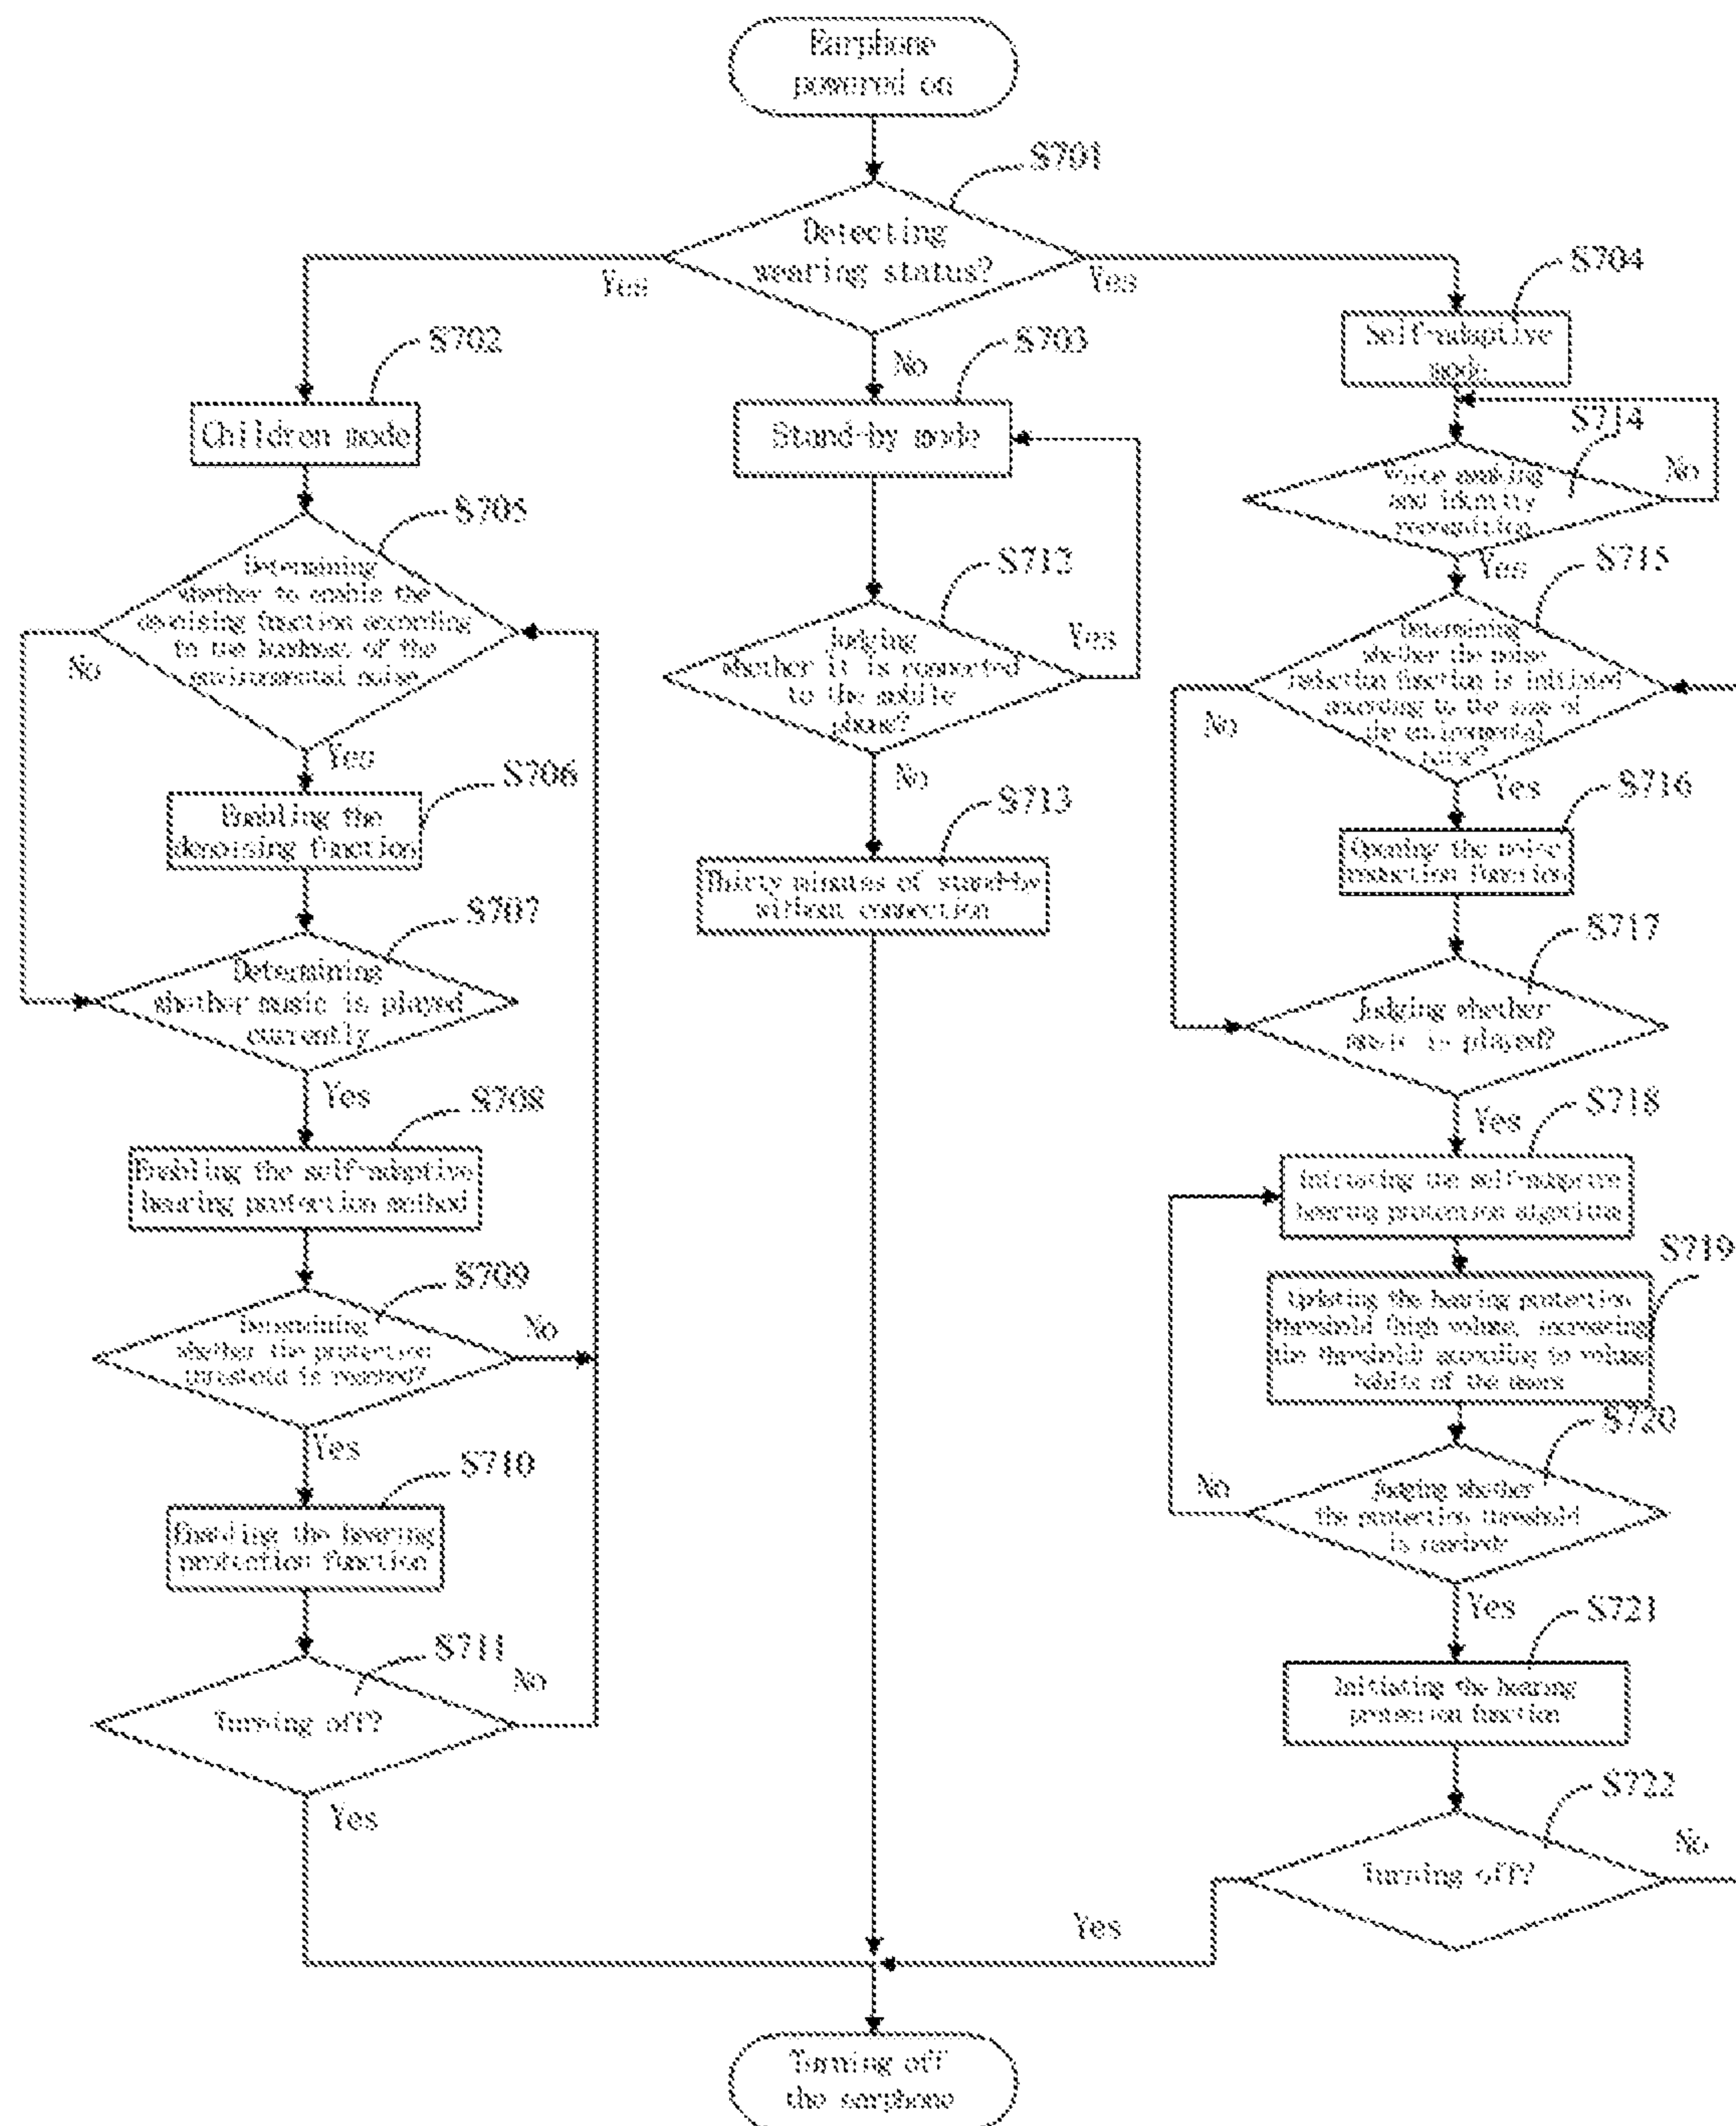 Earphone
powered on
S701
Detecting
wearing status?
Yes
Yes
No
S702
Children mode
S703
Stand-by mode
S704
Self-adaptive
mode
S705
Determining
whether to enable the
denoising function according
to the loudness of the
environmental noise
No
Yes
S706
Enabling the
denoising function
S707
Determining
whether music is played
currently
Yes
S708
Enabling the self-adaptive
hearing protection method
S709
Determining
whether the protection
threshold is reached?
No
Yes
S710
Enabling the hearing
protection function
S711
Turning off?
No
Yes
S712
Judging
whether it is connected
to the mobile
phone?
Yes
No
S713
Thirty minutes of stand-by
without connection
S714
and identity
recognition
No
Yes
S715
Determining
whether the noise
reduction function is initiated
according to the size of
the environmental
noise?
No
Yes
S716
Opening the noise
reduction function
S717
Judging whether
music is played?
Yes
S718
Initiating the self-adaptive
hearing protection algorithm
S719
Updating the hearing protection
threshold (high volume, increasing
the threshold) according to volume
habits of the users
S720
Judging whether
the protection threshold
is reached?
No
Yes
S721
Initiating the hearing
protection function
S722
Turning off?
No
Yes
Turning off
the earphone